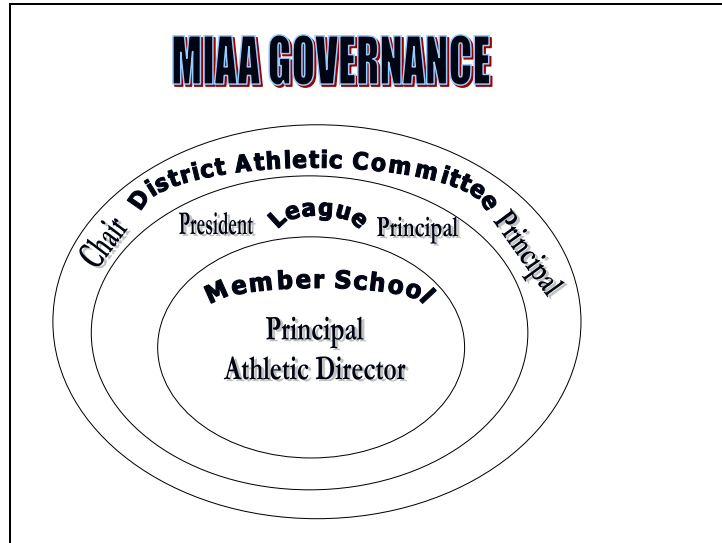 MIAA GOVERNANCE
District Athletic Committee
Chair
Principal
League
President
Principal
Member School
Principal
Athletic Director